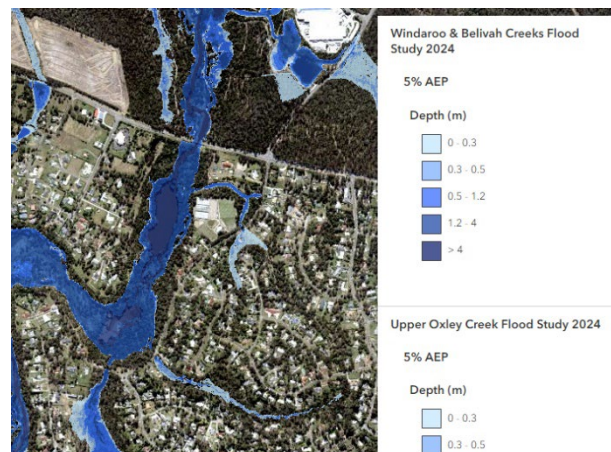 Windaroo & Belivah Creeks Flood
Study 2024
5% AEP
Depth (m)
0 - 0.3
0.3 - 0.5
0.5 - 1.2
1.2 - 4
> 4
Upper Oxley Creek Flood Study 2024
5% AEP
Depth (m)
0 - 0.3
0.3 - 0.5